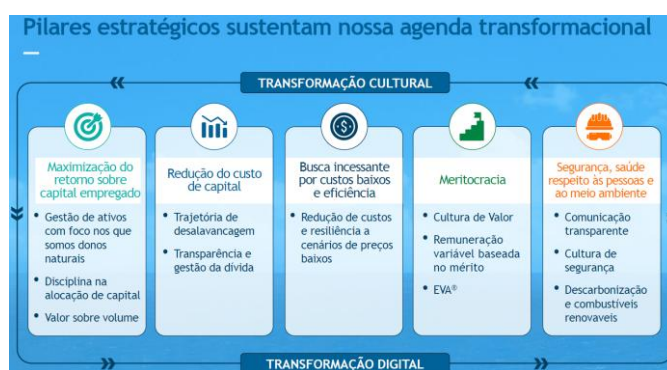 Pilares estratégicos sustentam nossa agenda transformacional
TRANSFORMAÇÃO CULTURAL
Maximização do
retorno sobre
capital empregado
• Gestão de ativos
com foco nos que
somos donos
naturais
• Disciplina na
alocação de capital
• Valor sobre volume
Redução do custo
de capital
• Trajetória de
desalavancagem
• Transparência e
gestão da dívida
Busca incessante
por custos baixos
e eficiência
• Redução de custos
e resiliência a
cenários de preços
baixos
Meritocracia
• Cultura de Valor
• Remuneração
variável baseada
no mérito
• EVA®
Segurança, saúde
respeito às pessoas e
ao meio ambiente
• Comunicação
transparente
• Cultura de
segurança
• Descarbonização
e combustíveis
renovaveis
TRANSFORMAÇÃO DIGITAL